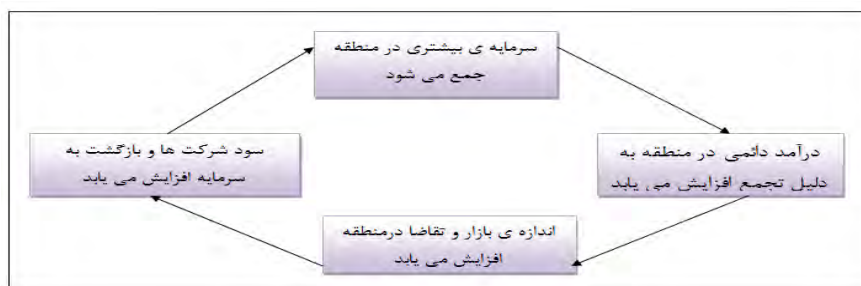 سرمایه ی بیشتری در منطقه
جمع می شود
درآمد دائمی در منطقه به
دلیل تجمع افزایش می یابد
اندازه ی بازار و تقاضا درمنطقه
افزایش می یابد
سود شرکت ها و بازگشت به
سرمایه افزایش می یابد